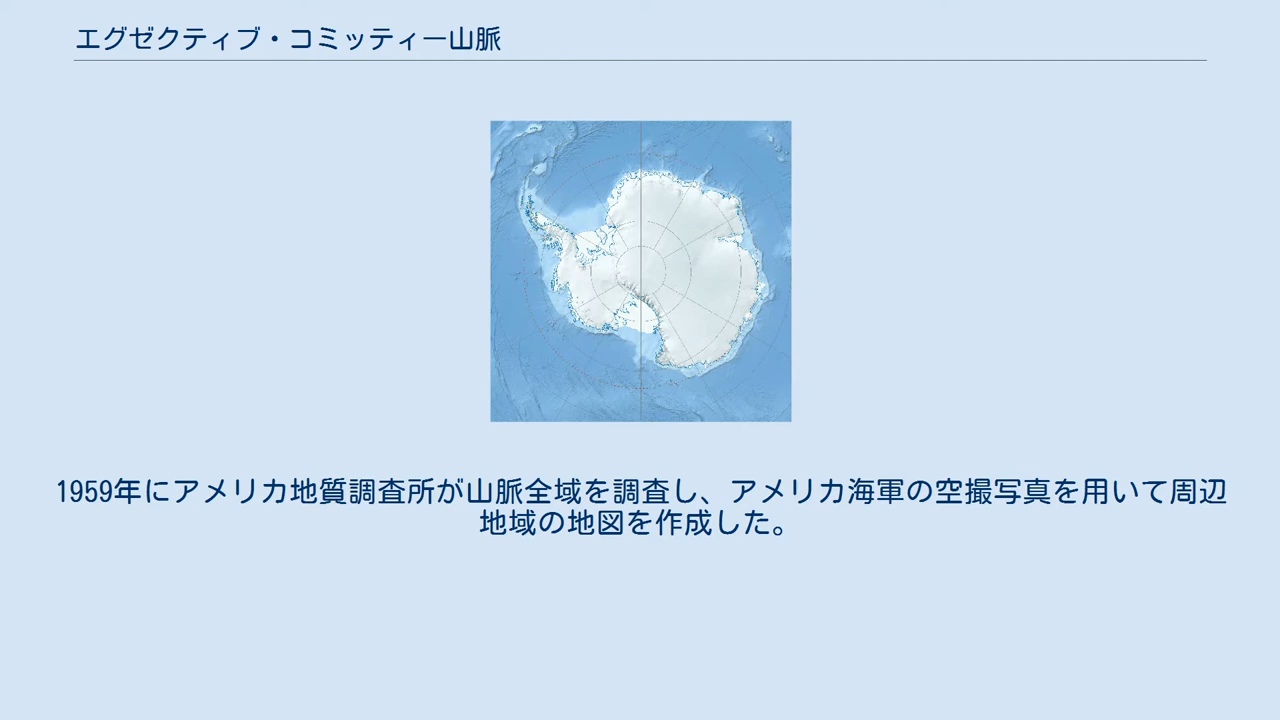 エグゼクティブ・コミッティー山脈
1959年にアメリカ地質調査所が山脈全域を調査し、アメリカ海軍の空撮写真を用いて周辺
地域の地図を作成した。